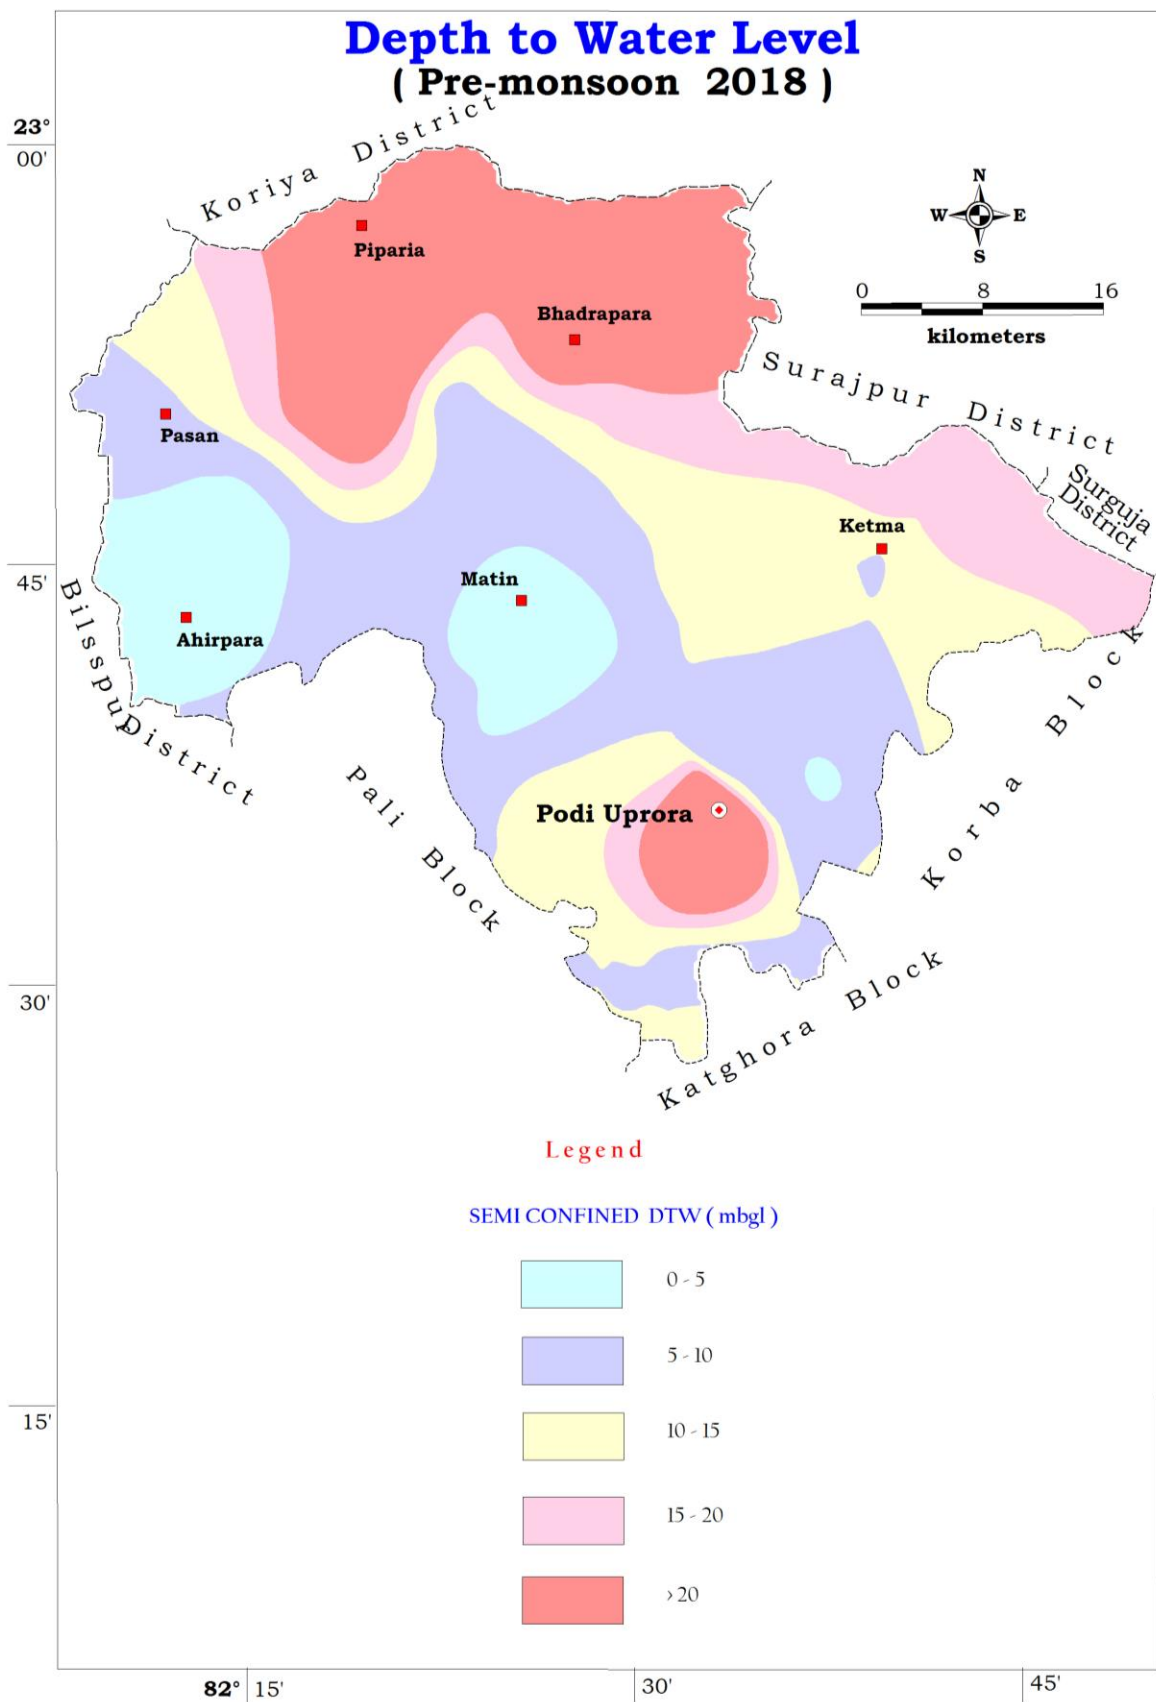 Depth to Water Level
( Pre-monsoon 2018 )
23°
00'
Koriya District
N
W E
S
Piparia
0 8 16
kilometers
Bhadrapara
Surajpur District
Pasan
Surguja
District
Ketma
45'
Matin
Bilsspur
District
Ahirpara
Korba Block
Pali Block
Podi Uprora
30'
Katghora Block
Legend
SEMI CONFINED DTW ( mbgl )
0 - 5
5 - 10
10 - 15
15 - 20
> 20
15'
82° 15' 30' 45'